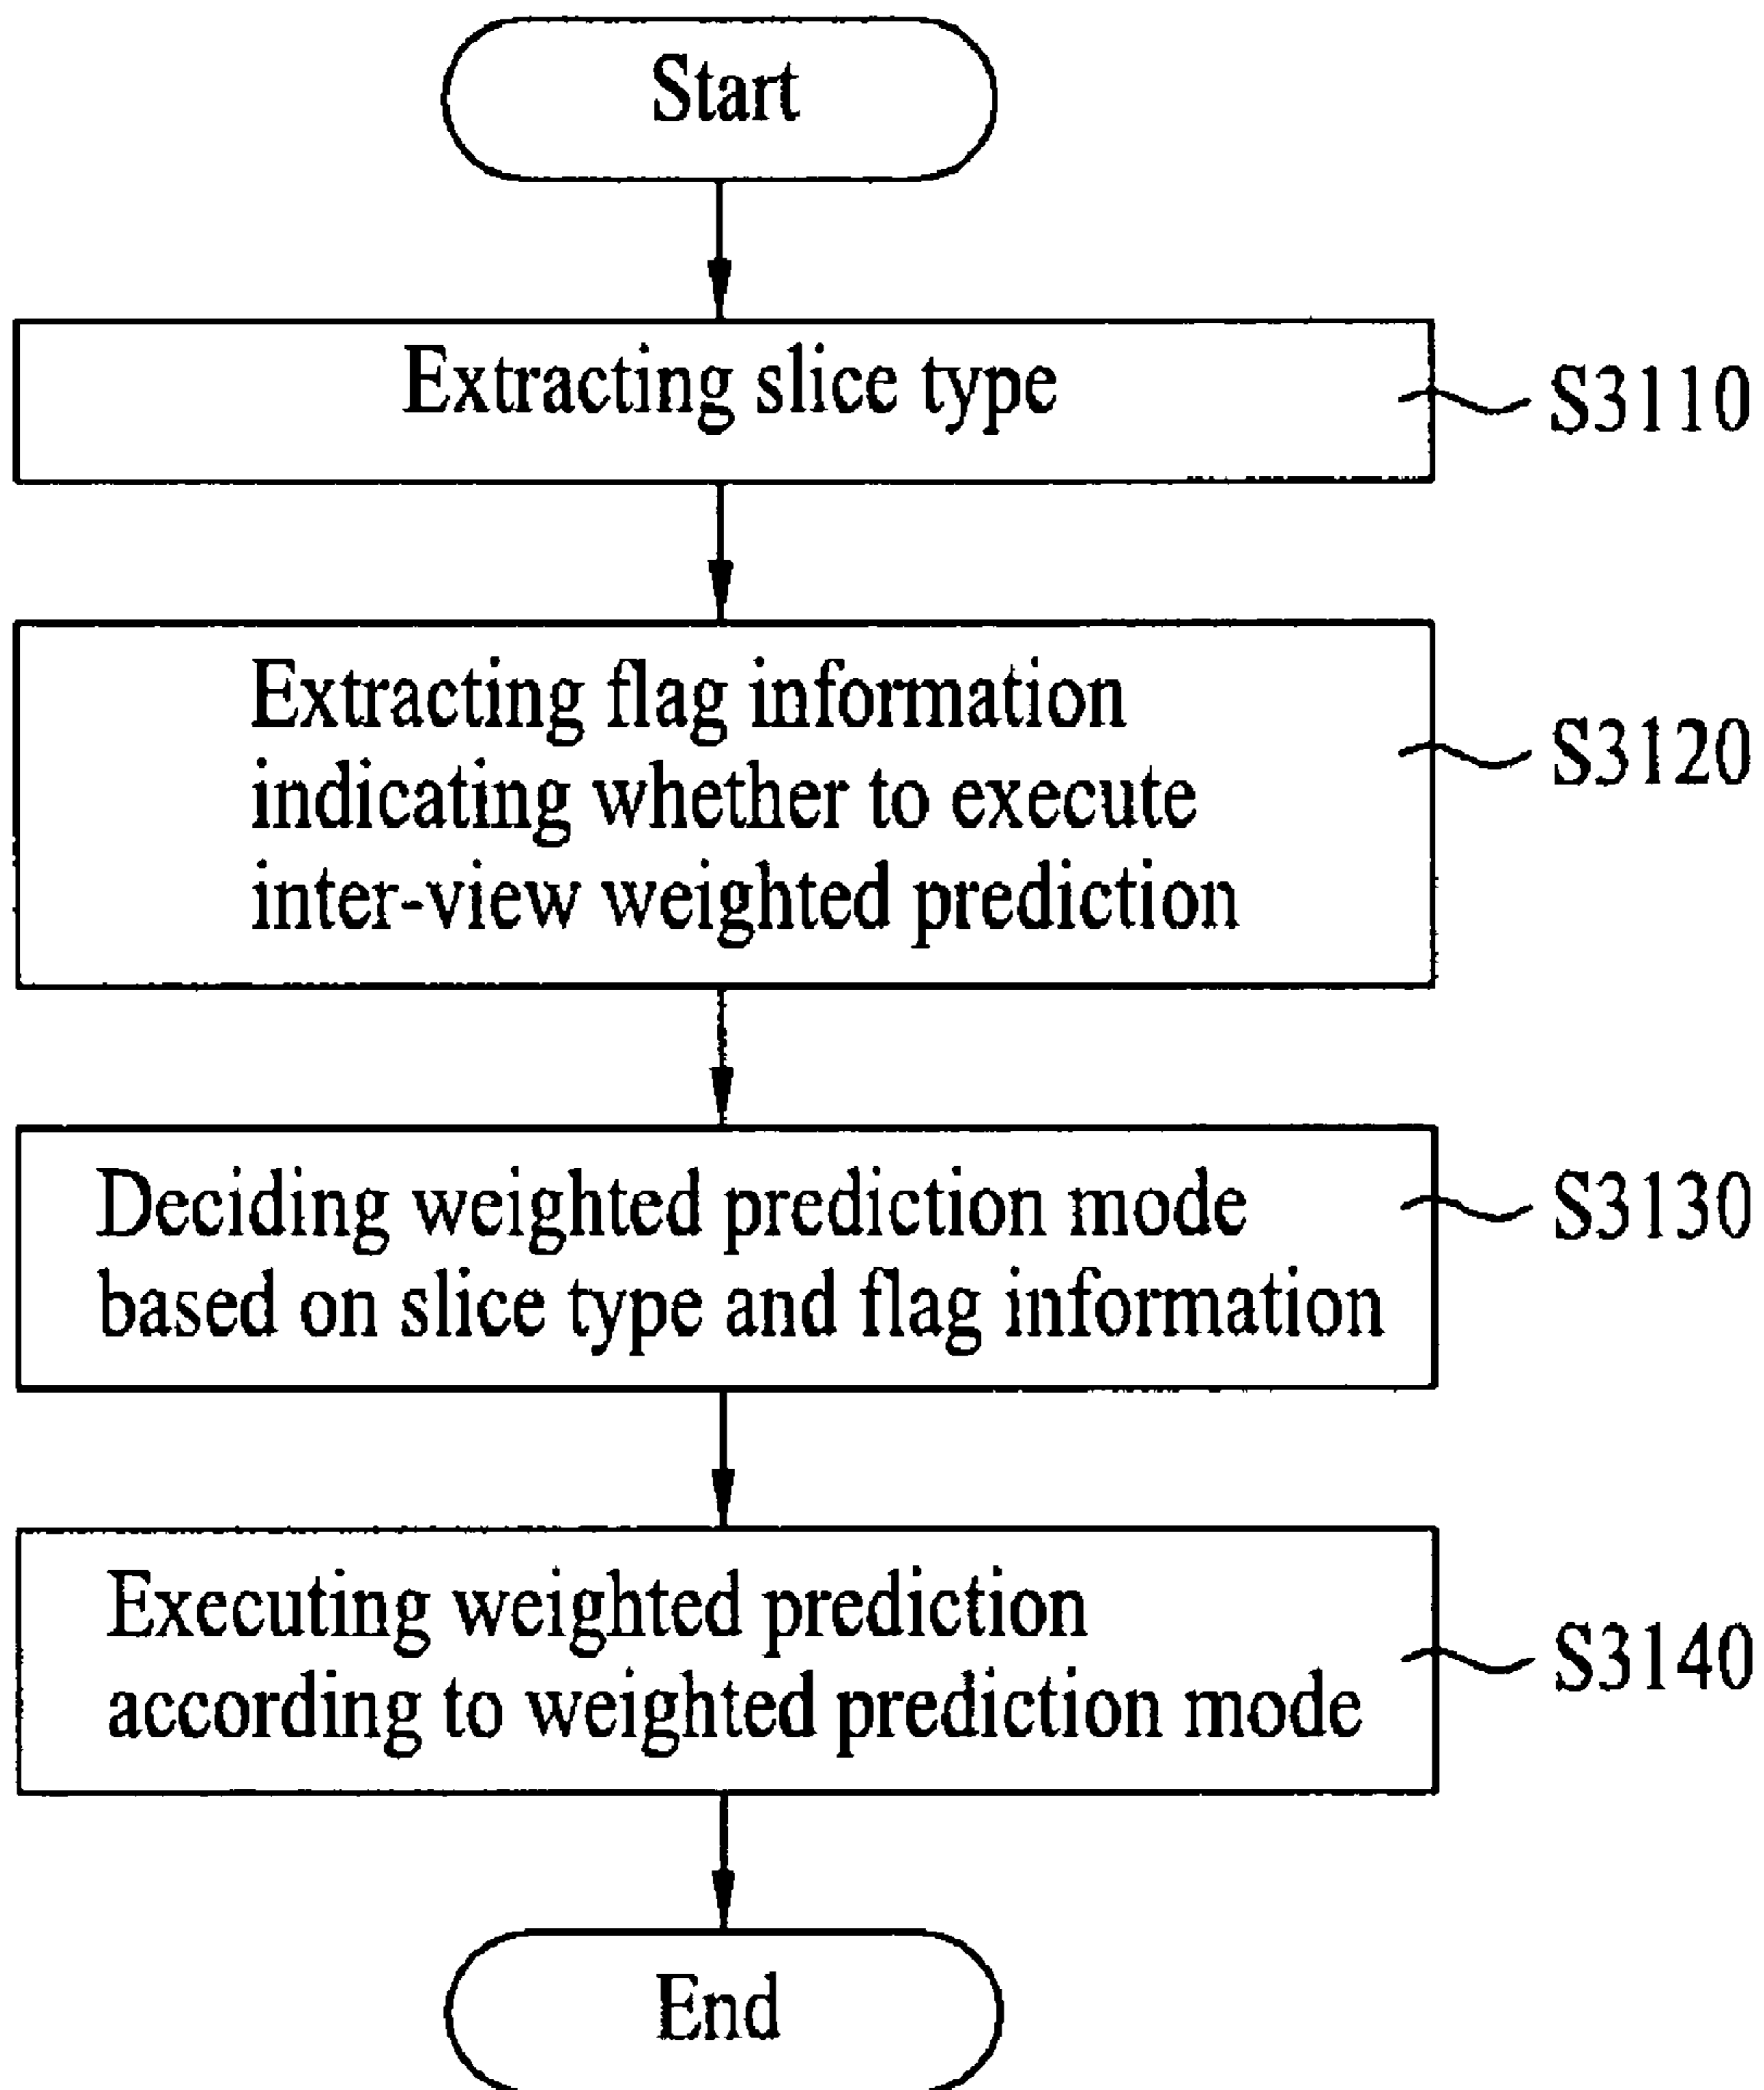 Start
Extracting slice type
S3110
Extracting flag information
indicating whether to execute
inter-view weighted prediction
S3120
Deciding weighted prediction mode
based on slice type and flag information
S3130
Executing weighted prediction
according to weighted prediction mode
S3140
End